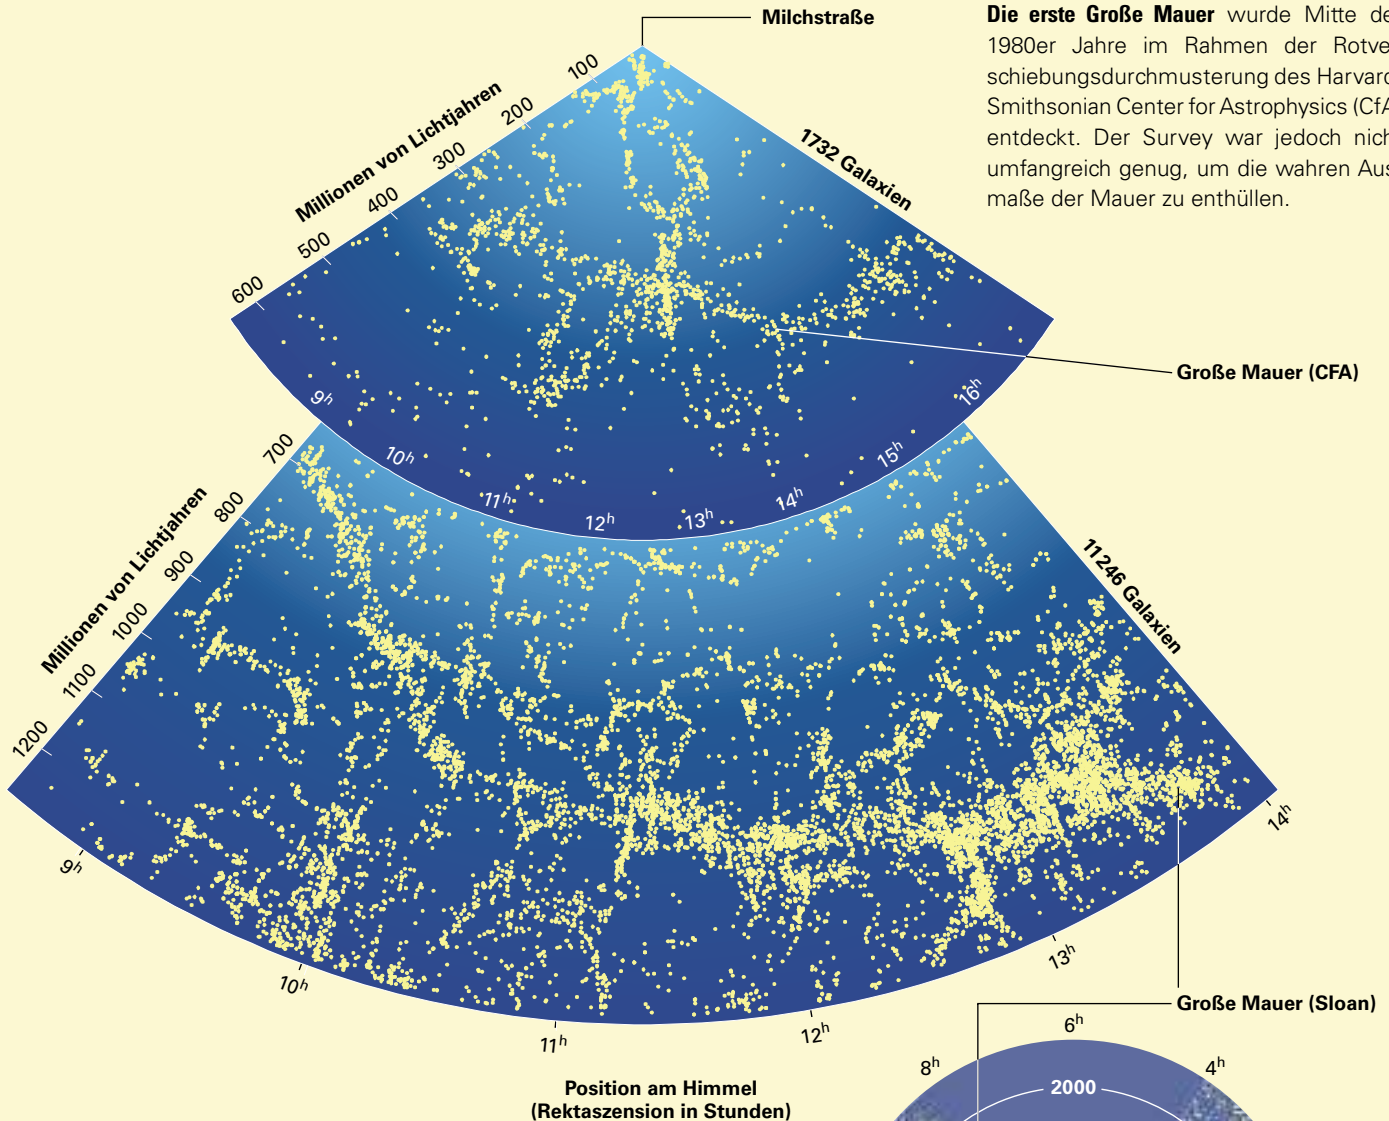 Milchstraße
Die erste Große Mauer wurde Mitte de
1980er Jahre im Rahmen der Rotve
schiebungsdurchmusterung des Harvard
Smithsonian Center for Astrophysics (CfA
entdeckt. Der Survey war jedoch nich
umfangreich genug, um die wahren Aus
maße der Mauer zu enthüllen.
Millionen von Lichtjahren
100
200
300
400
500
600
1732 Galaxien
Große Mauer (CFA)
9h
10h
11h
12h
13h
14h
15h
16h
Millionen von Lichtjahren
700
800
900
1000
1100
1200
11246 Galaxien
9h
10h
11h
12h
13h
14h
Große Mauer (Sloan)
Position am Himmel
(Rektaszension in Stunden)
8h
6h
4h
2000